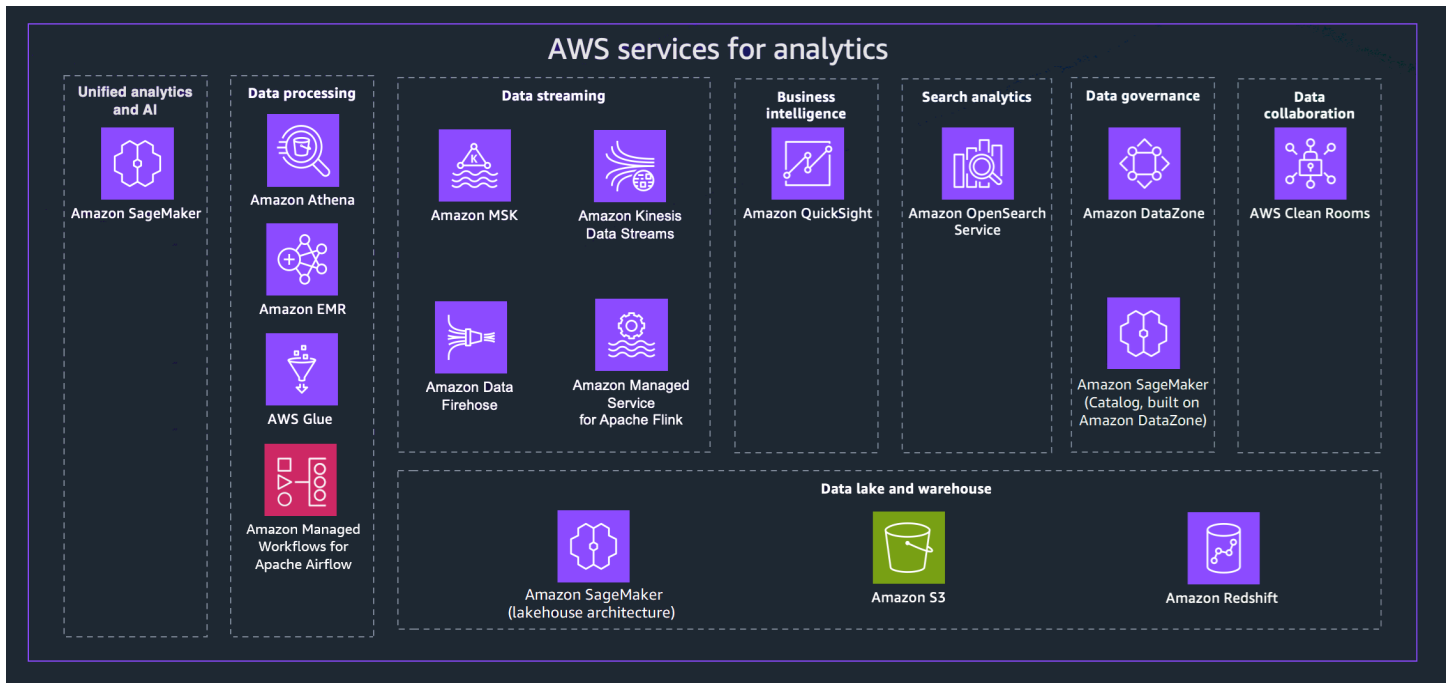 AWS services for analytics
Unified analytics
and AI
Amazon SageMaker
Data processing
Amazon Athena
Amazon EMR
AWS Glue
Amazon Managed
Workflows for
Apache Airflow
Data streaming
K
Amazon MSK
Amazon Kinesis
Data Streams
Amazon Data
Firehose
Amazon Managed
Service
for Apache Flink
Business
intelligence
Amazon QuickSight
Search analytics
Amazon OpenSearch
Service
Data governance
Amazon DataZone
Amazon SageMaker
(Catalog, built on
Amazon DataZone)
Data
collaboration
AWS Clean Rooms
Data lake and warehouse
Amazon SageMaker
(lakehouse architecture)
Amazon S3
Amazon Redshift